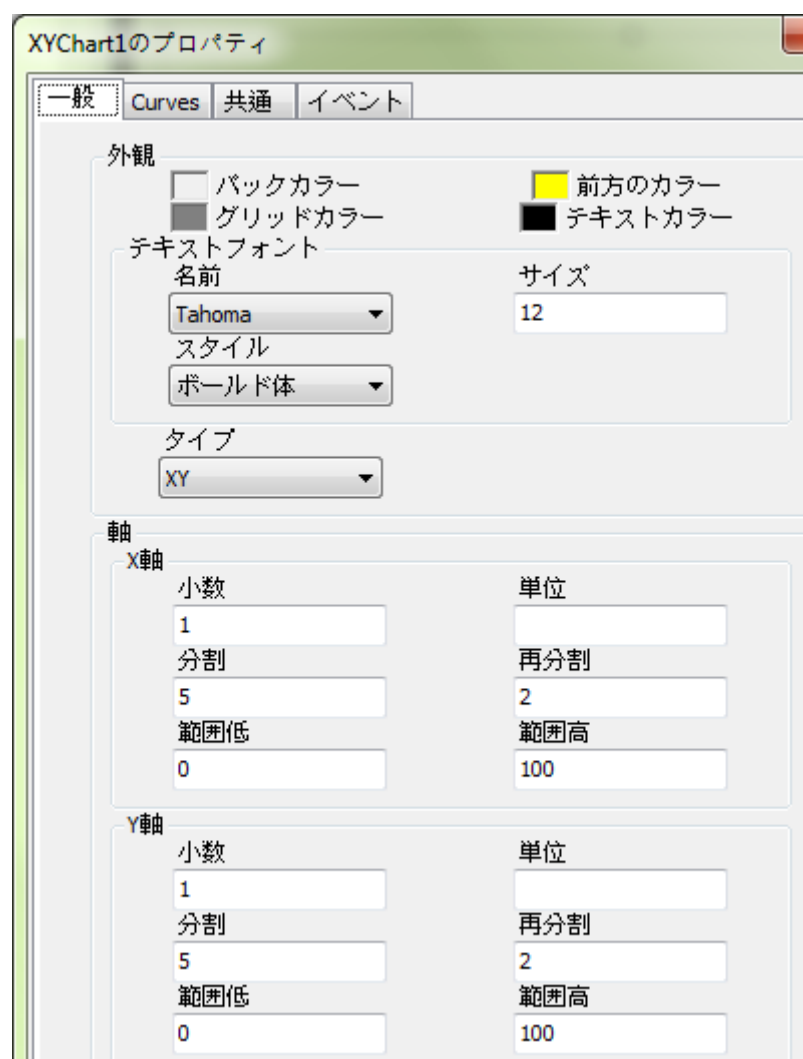 XYChart1のプロパティ
一般 Curves 共通 イベント
外観
バックカラー 前方のカラー
グリッドカラー テキストカラー
テキストフォント
名前 サイズ
Tahoma 12
スタイル
ボールド体
タイプ
XY
軸
X軸
小数 単位
1
分割 再分割
5 2
範囲低 範囲高
0 100
Y軸
小数 単位
1
分割 再分割
5 2
範囲低 範囲高
0 100